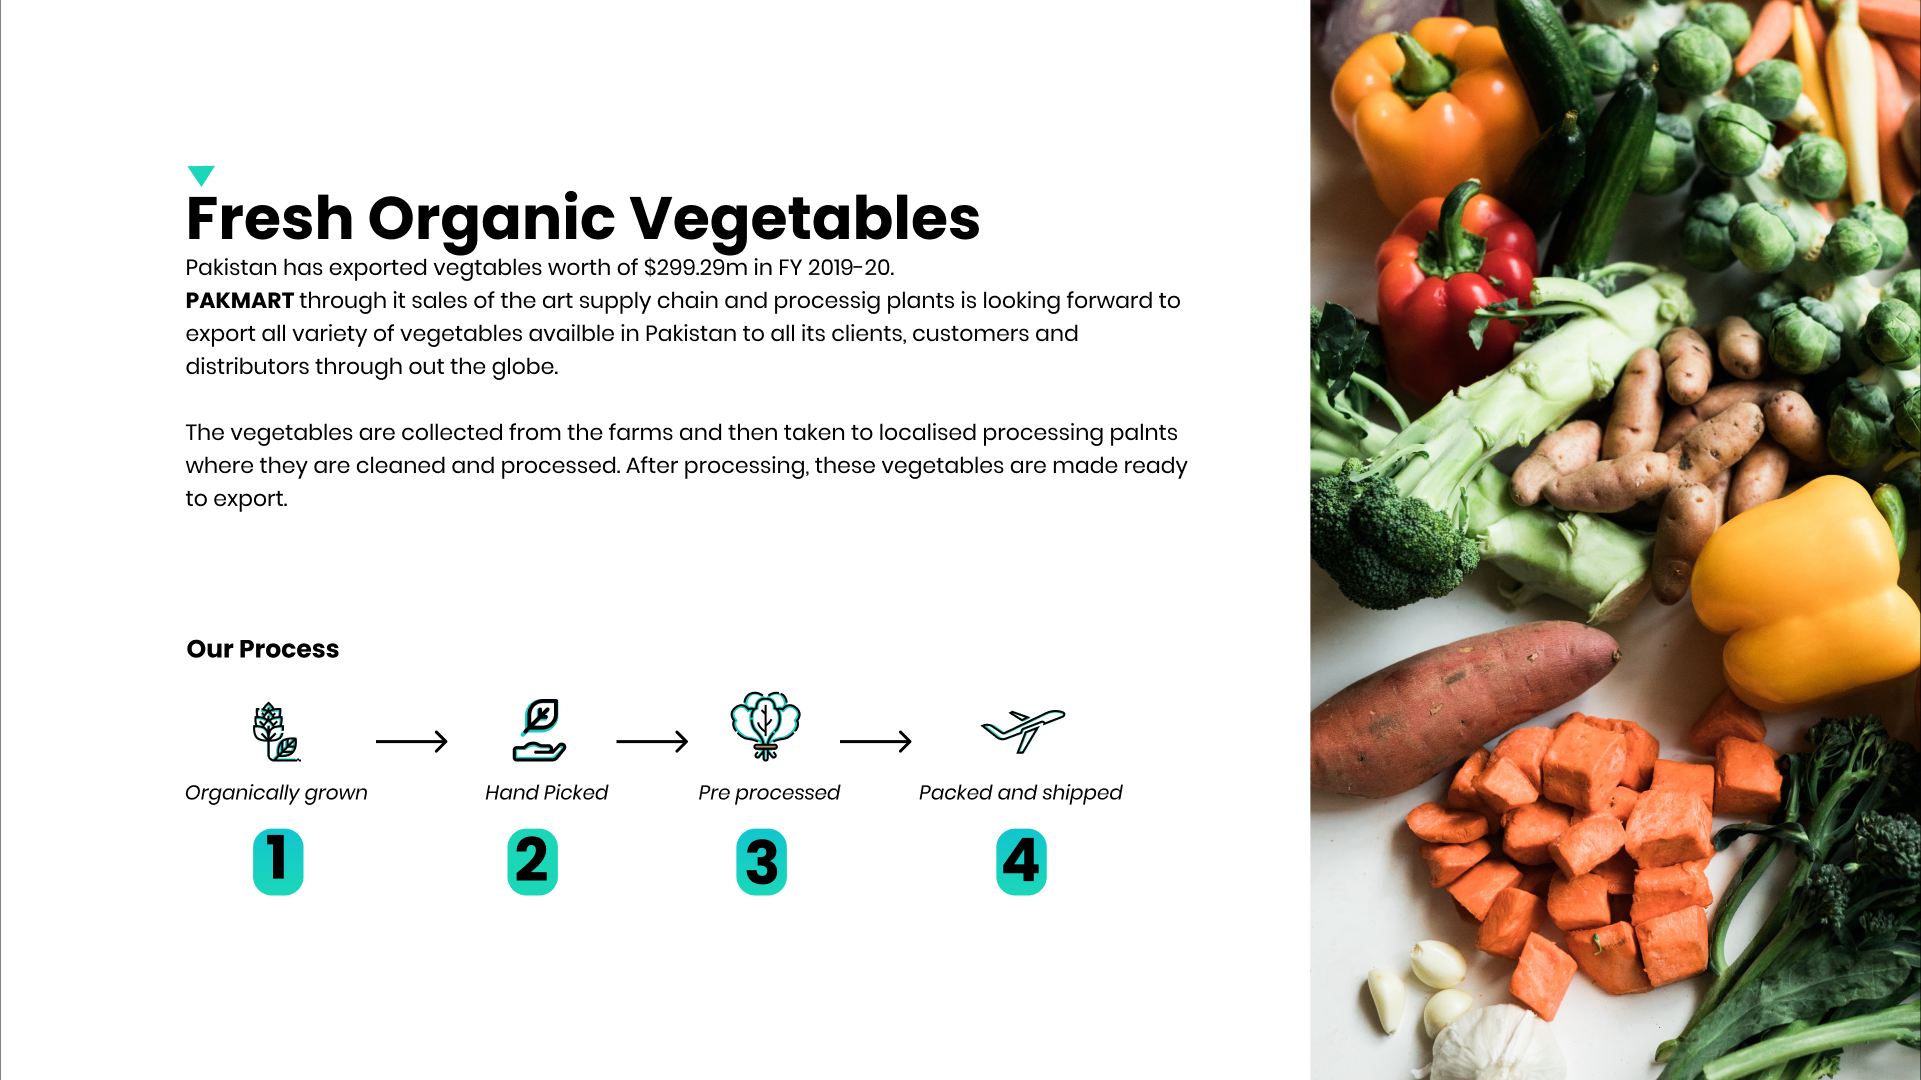 Fresh Organic Vegetables
Pakistan has exported vegtables worth of $299.29m in FY 2019-20.
PAKMART through it sales of the art supply chain and processig plants is looking forward to
export all variety of vegetables availble in Pakistan to all its clients, customers and
distributors through out the globe.
The vegetables are collected from the farms and then taken to localised processing palnts
where they are cleaned and processed. After processing, these vegetables are made ready
to export.
Our Process
Organically grown
Hand Picked
Pre processed
Packed and shipped
1
2
3
4